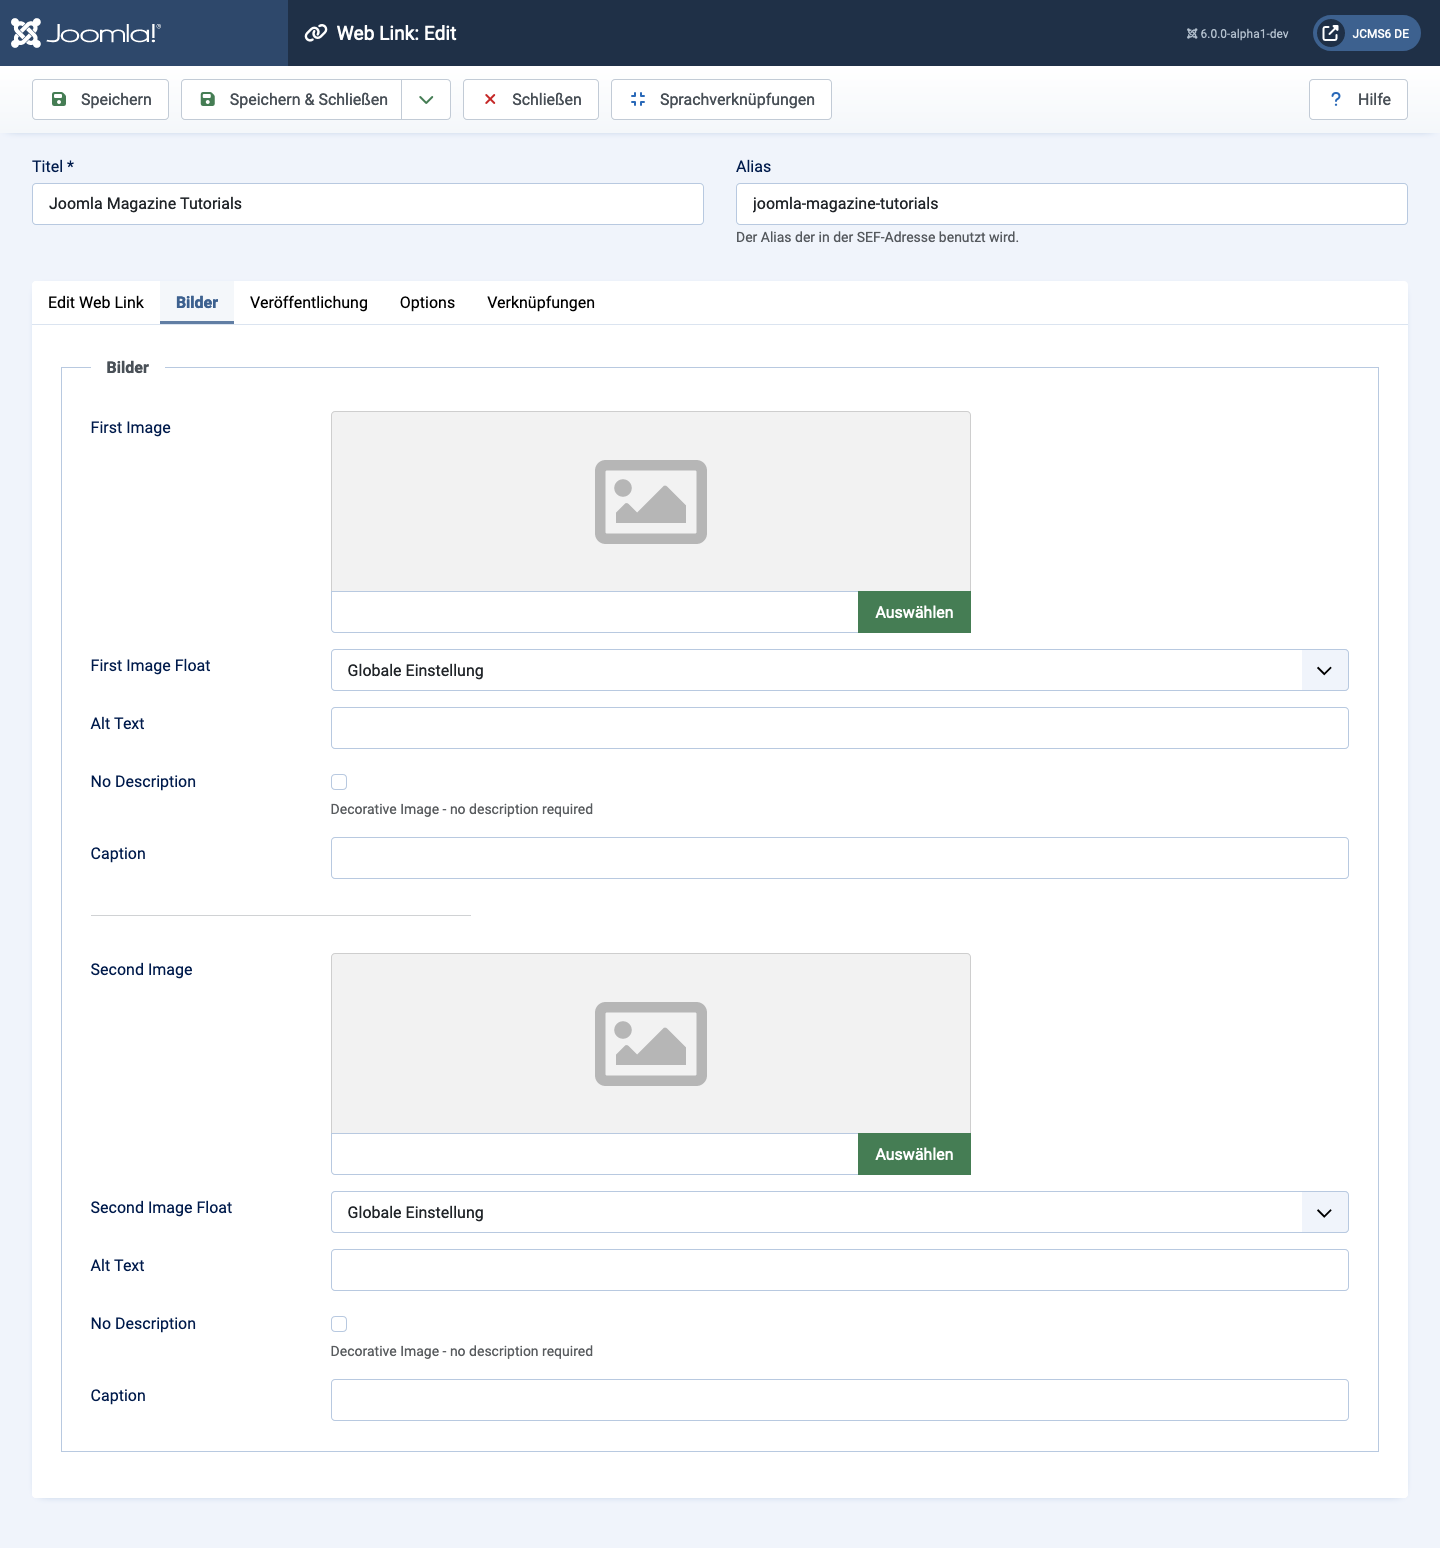 Joomla!®
Web Link: Edit
6.0.0-alpha1-dev
JCMS6 DE
Speichern
Speichern & Schließen
Schließen
Sprachverknüpfungen
? Hilfe
Titel *
Alias
Joomla Magazine Tutorials
joomla-magazine-tutorials
Der Alias der in der SEF-Adresse benutzt wird.
Edit Web Link
Bilder
Veröffentlichung
Options
Verknüpfungen
Bilder
First Image
Auswählen
First Image Float
Globale Einstellung
Alt Text
No Description
Decorative Image - no description required
Caption
Second Image
Auswählen
Second Image Float
Globale Einstellung
Alt Text
No Description
Decorative Image - no description required
Caption